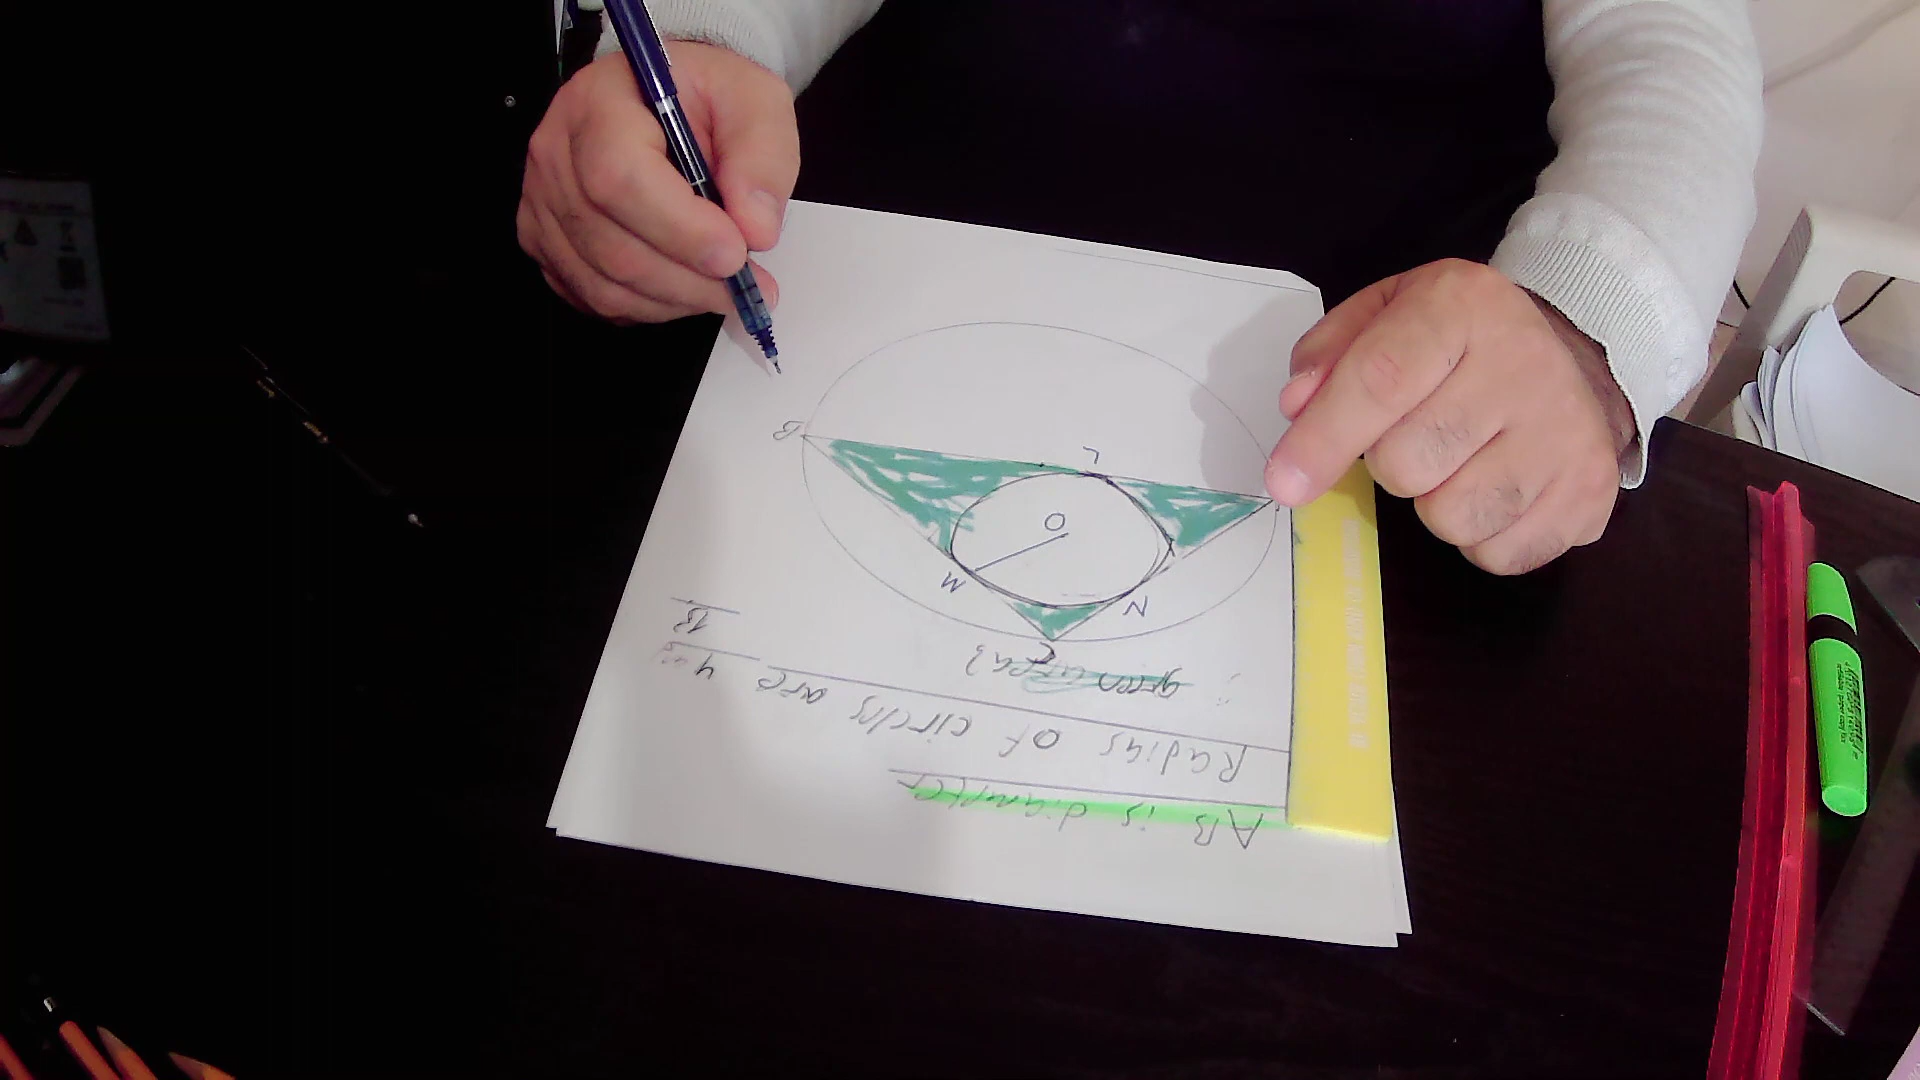 AB is diameter
Radius of circles are 4
13
green area?
C
M
N
O
B
L